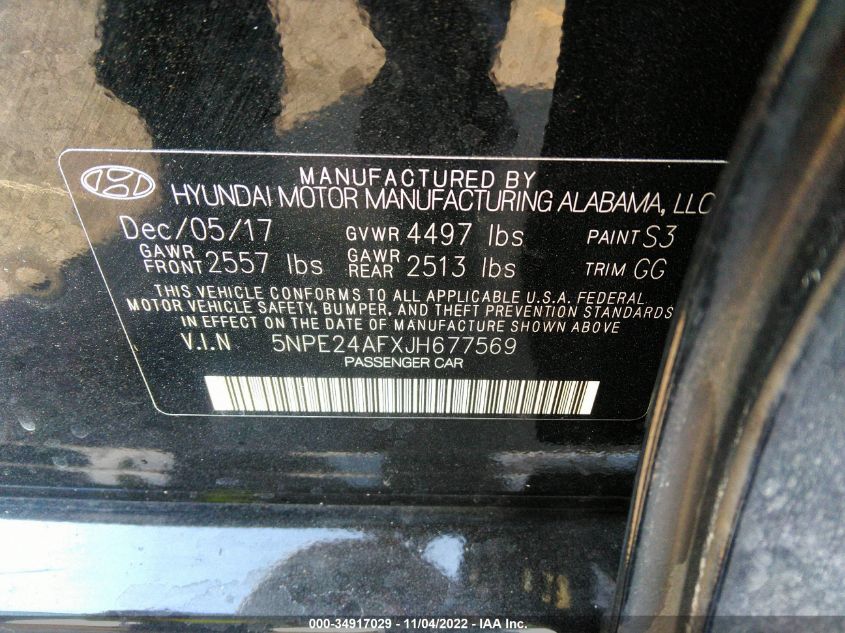 MANUFACTURED BY
HYUNDAI MOTOR MANUFACTURING ALABAMA, LLC
Dec/05/17 GVWR 4497 lbs PAINT S3
GAWR FRONT 2557 lbs GAWR REAR 2513 lbs TRIM GG
THIS VEHICLE CONFORMS TO ALL APPLICABLE U.S.A. FEDERAL
MOTOR VEHICLE SAFETY, BUMPER, AND THEFT PREVENTION STANDARDS
IN EFFECT ON THE DATE OF MANUFACTURE SHOWN ABOVE
V.I.N 5NPE24AFXJH677569
PASSENGER CAR
000-34917029 - 11/04/2022 - IAA Inc.